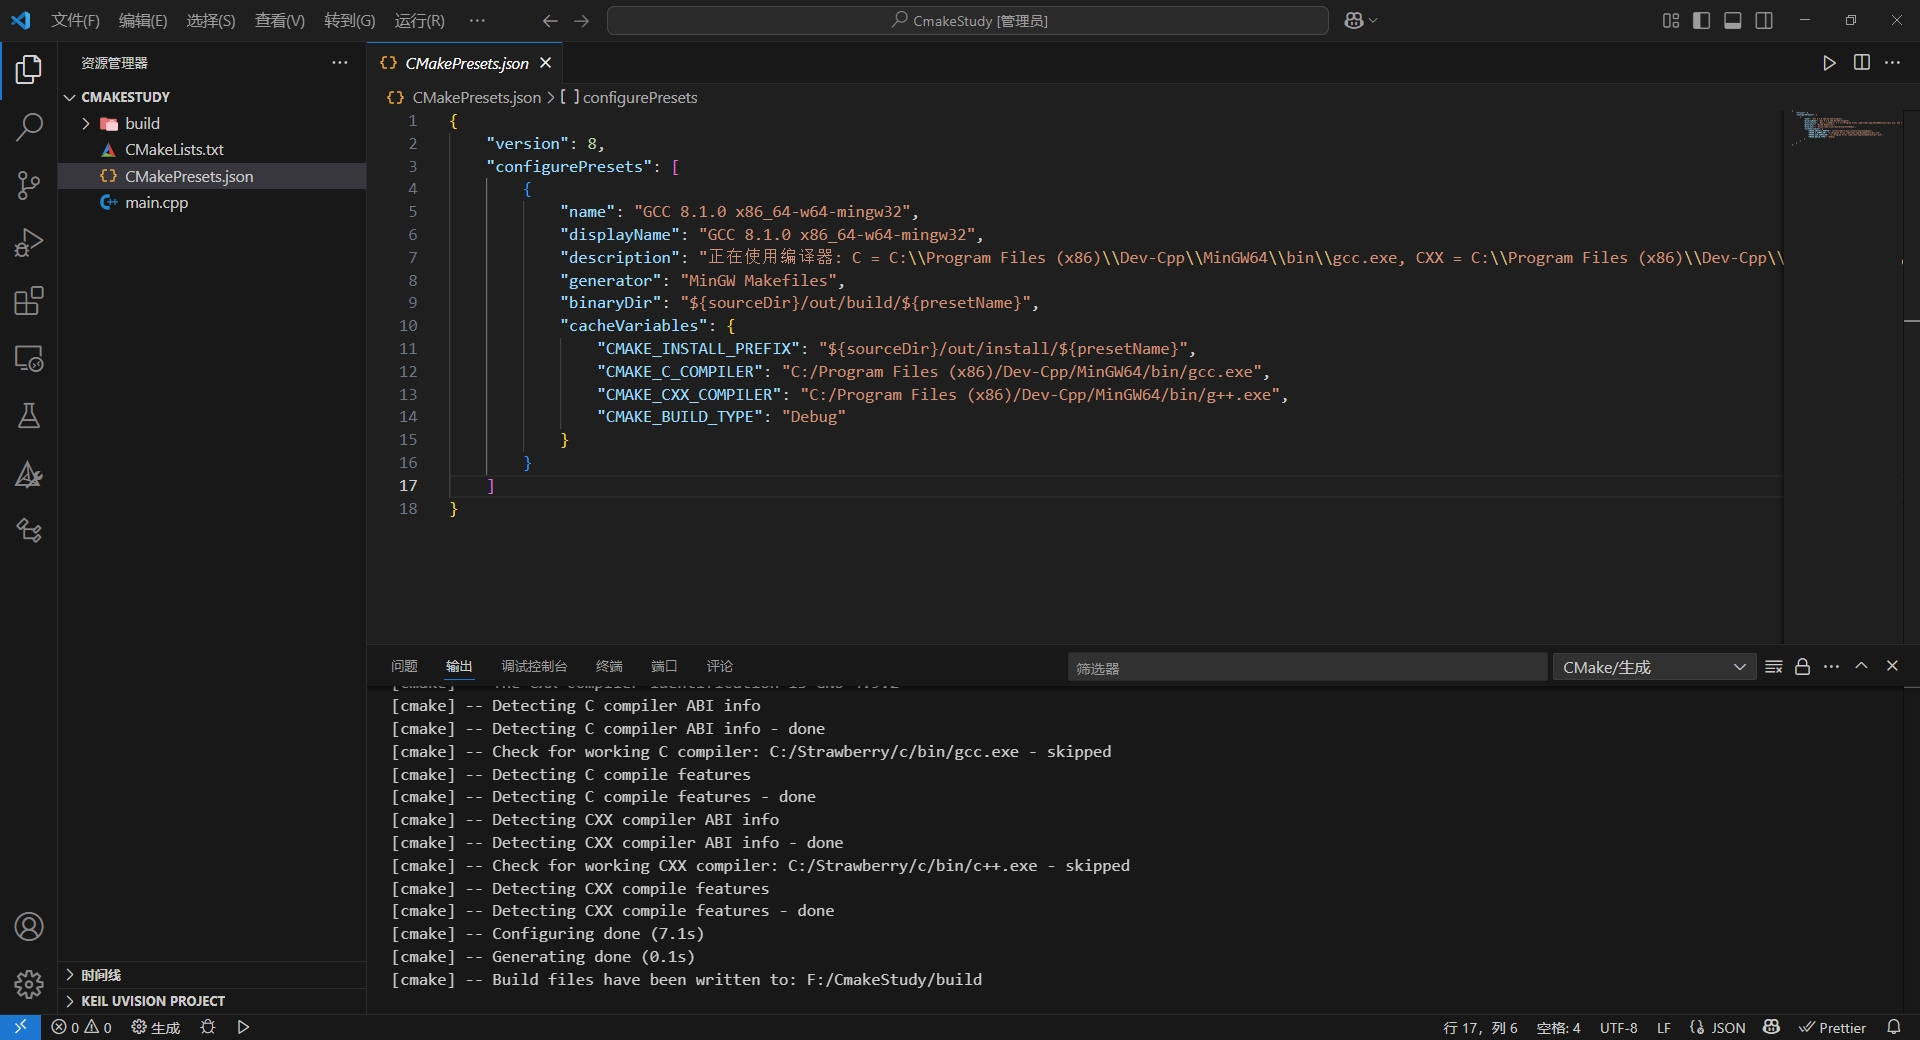 文件(F) 编辑(E) 选择(S) 查看(V) 转到(G) 运行(R) ··· CmakeStudy [管理员]
资源管理器
CMAKESTUDY
build
CMakeLists.txt
CMakePresets.json
main.cpp
时间线
KEIL UVISION PROJECT
CMakePresets.json
CMakePresets.json > [ ] configurePresets
1 {
2 "version": 8,
3 "configurePresets": [
4 {
5 "name": "GCC 8.1.0 x86_64-w64-mingw32",
6 "displayName": "GCC 8.1.0 x86_64-w64-mingw32",
7 "description": "正在使用编译器: C = C:\\Program Files (x86)\\Dev-Cpp\\MinGW64\\bin\\gcc.exe, CXX = C:\\Program Files (x86)\\Dev-Cpp\\
8 "generator": "MinGW Makefiles",
9 "binaryDir": "${sourceDir}/out/build/${presetName}",
10 "cacheVariables": {
11 "CMAKE_INSTALL_PREFIX": "${sourceDir}/out/install/${presetName}",
12 "CMAKE_C_COMPILER": "C:/Program Files (x86)/Dev-Cpp/MinGW64/bin/gcc.exe",
13 "CMAKE_CXX_COMPILER": "C:/Program Files (x86)/Dev-Cpp/MinGW64/bin/g++.exe",
14 "CMAKE_BUILD_TYPE": "Debug"
15 }
16 }
17 ]
18 }
问题 输出 调试控制台 终端 端口 评论 筛选器 CMake/生成
[cmake] -- Detecting C compiler ABI info
[cmake] -- Detecting C compiler ABI info - done
[cmake] -- Check for working C compiler: C:/Strawberry/c/bin/gcc.exe - skipped
[cmake] -- Detecting C compile features
[cmake] -- Detecting C compile features - done
[cmake] -- Detecting CXX compiler ABI info
[cmake] -- Detecting CXX compiler ABI info - done
[cmake] -- Check for working CXX compiler: C:/Strawberry/c/bin/c++.exe - skipped
[cmake] -- Detecting CXX compile features
[cmake] -- Detecting CXX compile features - done
[cmake] -- Configuring done (7.1s)
[cmake] -- Generating done (0.1s)
[cmake] -- Build files have been written to: F:/CmakeStudy/build
0 0 生成 行 17, 列 6 空格: 4 UTF-8 LF JSON Prettier